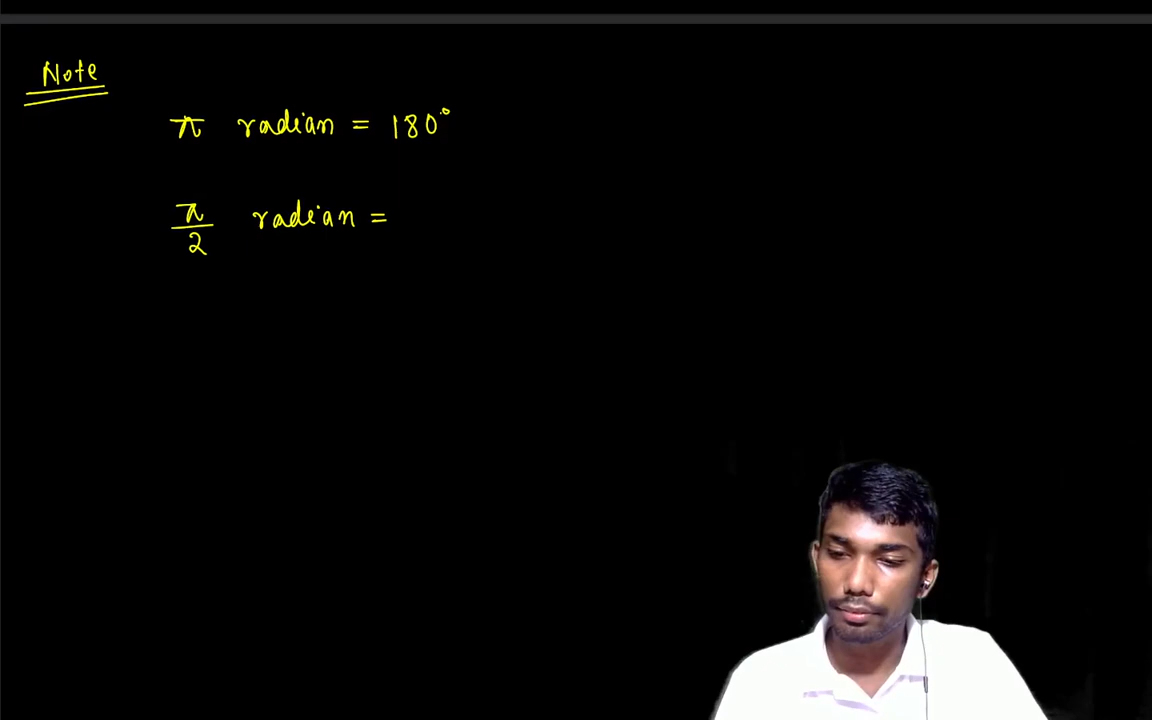 Note
π radian = 180°
π/2 radian =